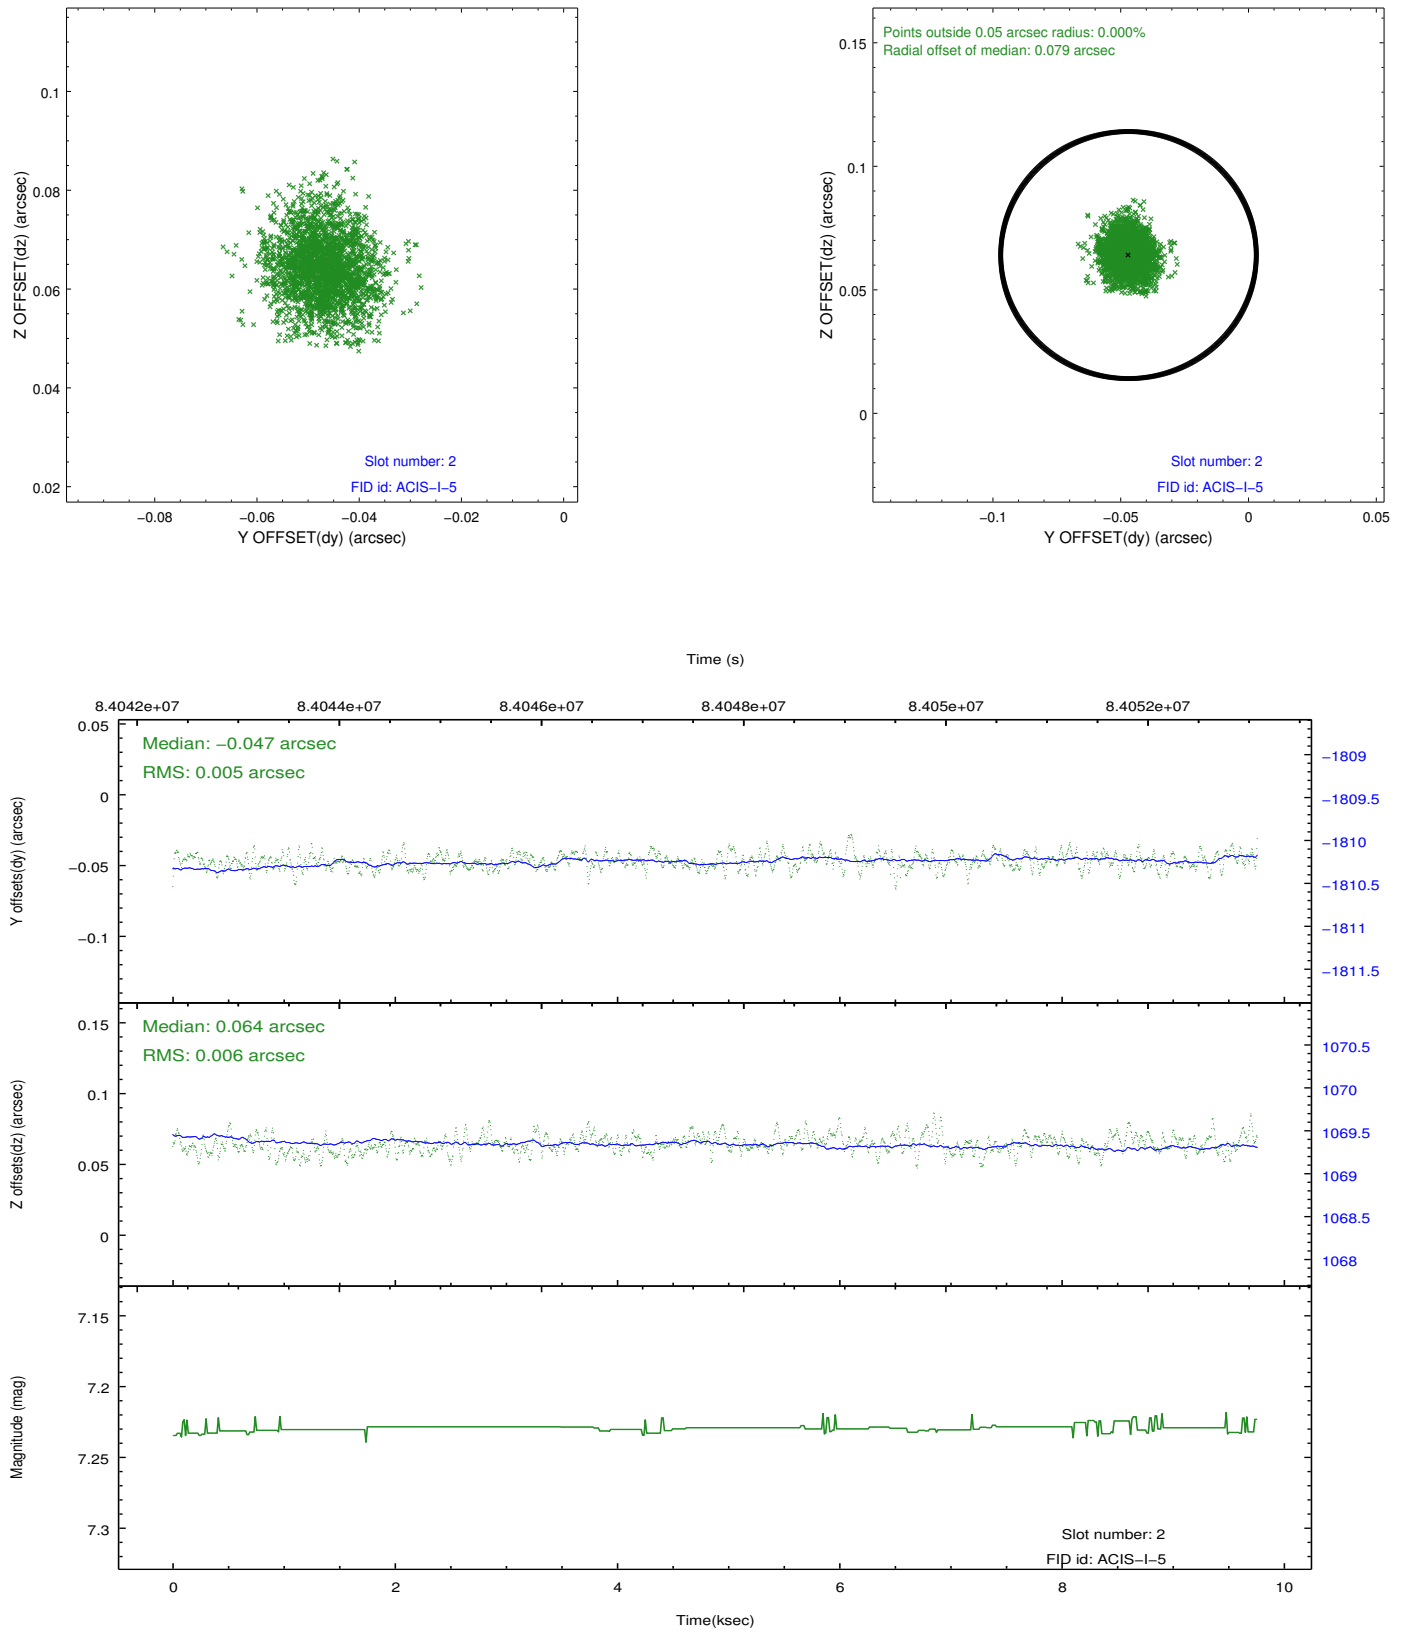 0.1
0.08
0.06
0.04
0.02
Z OFFSET(dz) (arcsec)
Slot number: 2
FID id: ACIS−I−5
−0.08
−0.06
−0.04
−0.02
0
Y OFFSET(dy) (arcsec)
Points outside 0.05 arcsec radius: 0.000%
Radial offset of median: 0.079 arcsec
0.15
0.1
0.05
0
Z OFFSET(dz) (arcsec)
Slot number: 2
FID id: ACIS−I−5
−0.1
−0.05
0
0.05
Y OFFSET(dy) (arcsec)
Time (s)
8.4042e+07
8.4044e+07
8.4046e+07
8.4048e+07
8.405e+07
8.4052e+07
Median: −0.047 arcsec
RMS: 0.005 arcsec
0.05
0
−0.05
−0.1
Y offsets(dy) (arcsec)
−1809
−1809.5
−1810
−1810.5
−1811
−1811.5
Median: 0.064 arcsec
RMS: 0.006 arcsec
0.15
0.1
0.05
0
Z offsets(dz) (arcsec)
1070.5
1070
1069.5
1069
1068.5
1068
7.15
7.2
7.25
7.3
Magnitude (mag)
Slot number: 2
FID id: ACIS−I−5
0
2
4
6
8
10
Time(ksec)